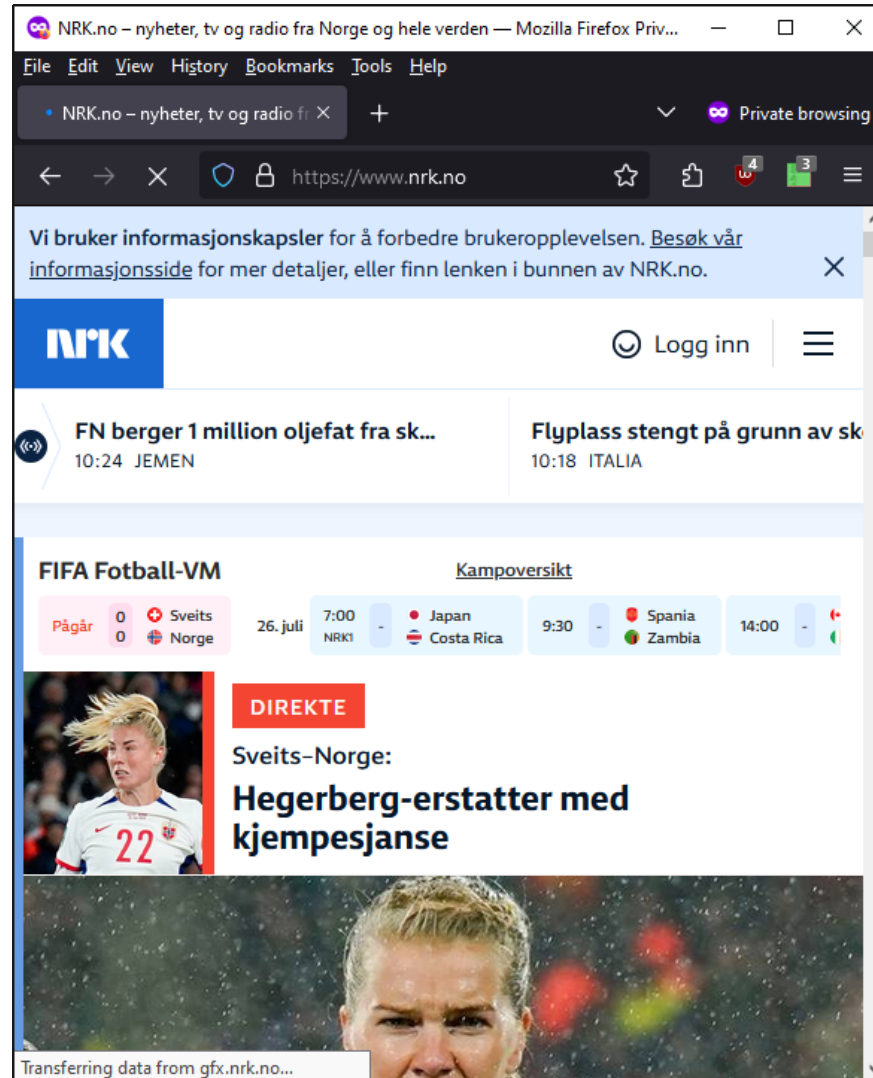 NRK.no – nyheter, tv og radio fra Norge og hele verden — Mozilla Firefox Priv...
File Edit View History Bookmarks Tools Help
NRK.no – nyheter, tv og radio fr
Private browsing
https://www.nrk.no
4
3
Vi bruker informasjonskapsler for å forbedre brukeropplevelsen. Besøk vår
informasjonsside for mer detaljer, eller finn lenken i bunnen av NRK.no.
NRK
Logg inn
FN berger 1 million oljefat fra sk...
10:24 JEMEN
Flyplass stengt på grunn av sk
10:18 ITALIA
FIFA Fotball-VM
Kampoversikt
Pågår
0
0
Sveits
Norge
26. juli
7:00
NRK1
-
Japan
Costa Rica
9:30
-
Spania
Zambia
14:00
-
DIREKTE
Sveits–Norge:
Hegerberg-erstatter med
kjempesjanse
22
Transferring data from gfx.nrk.no...